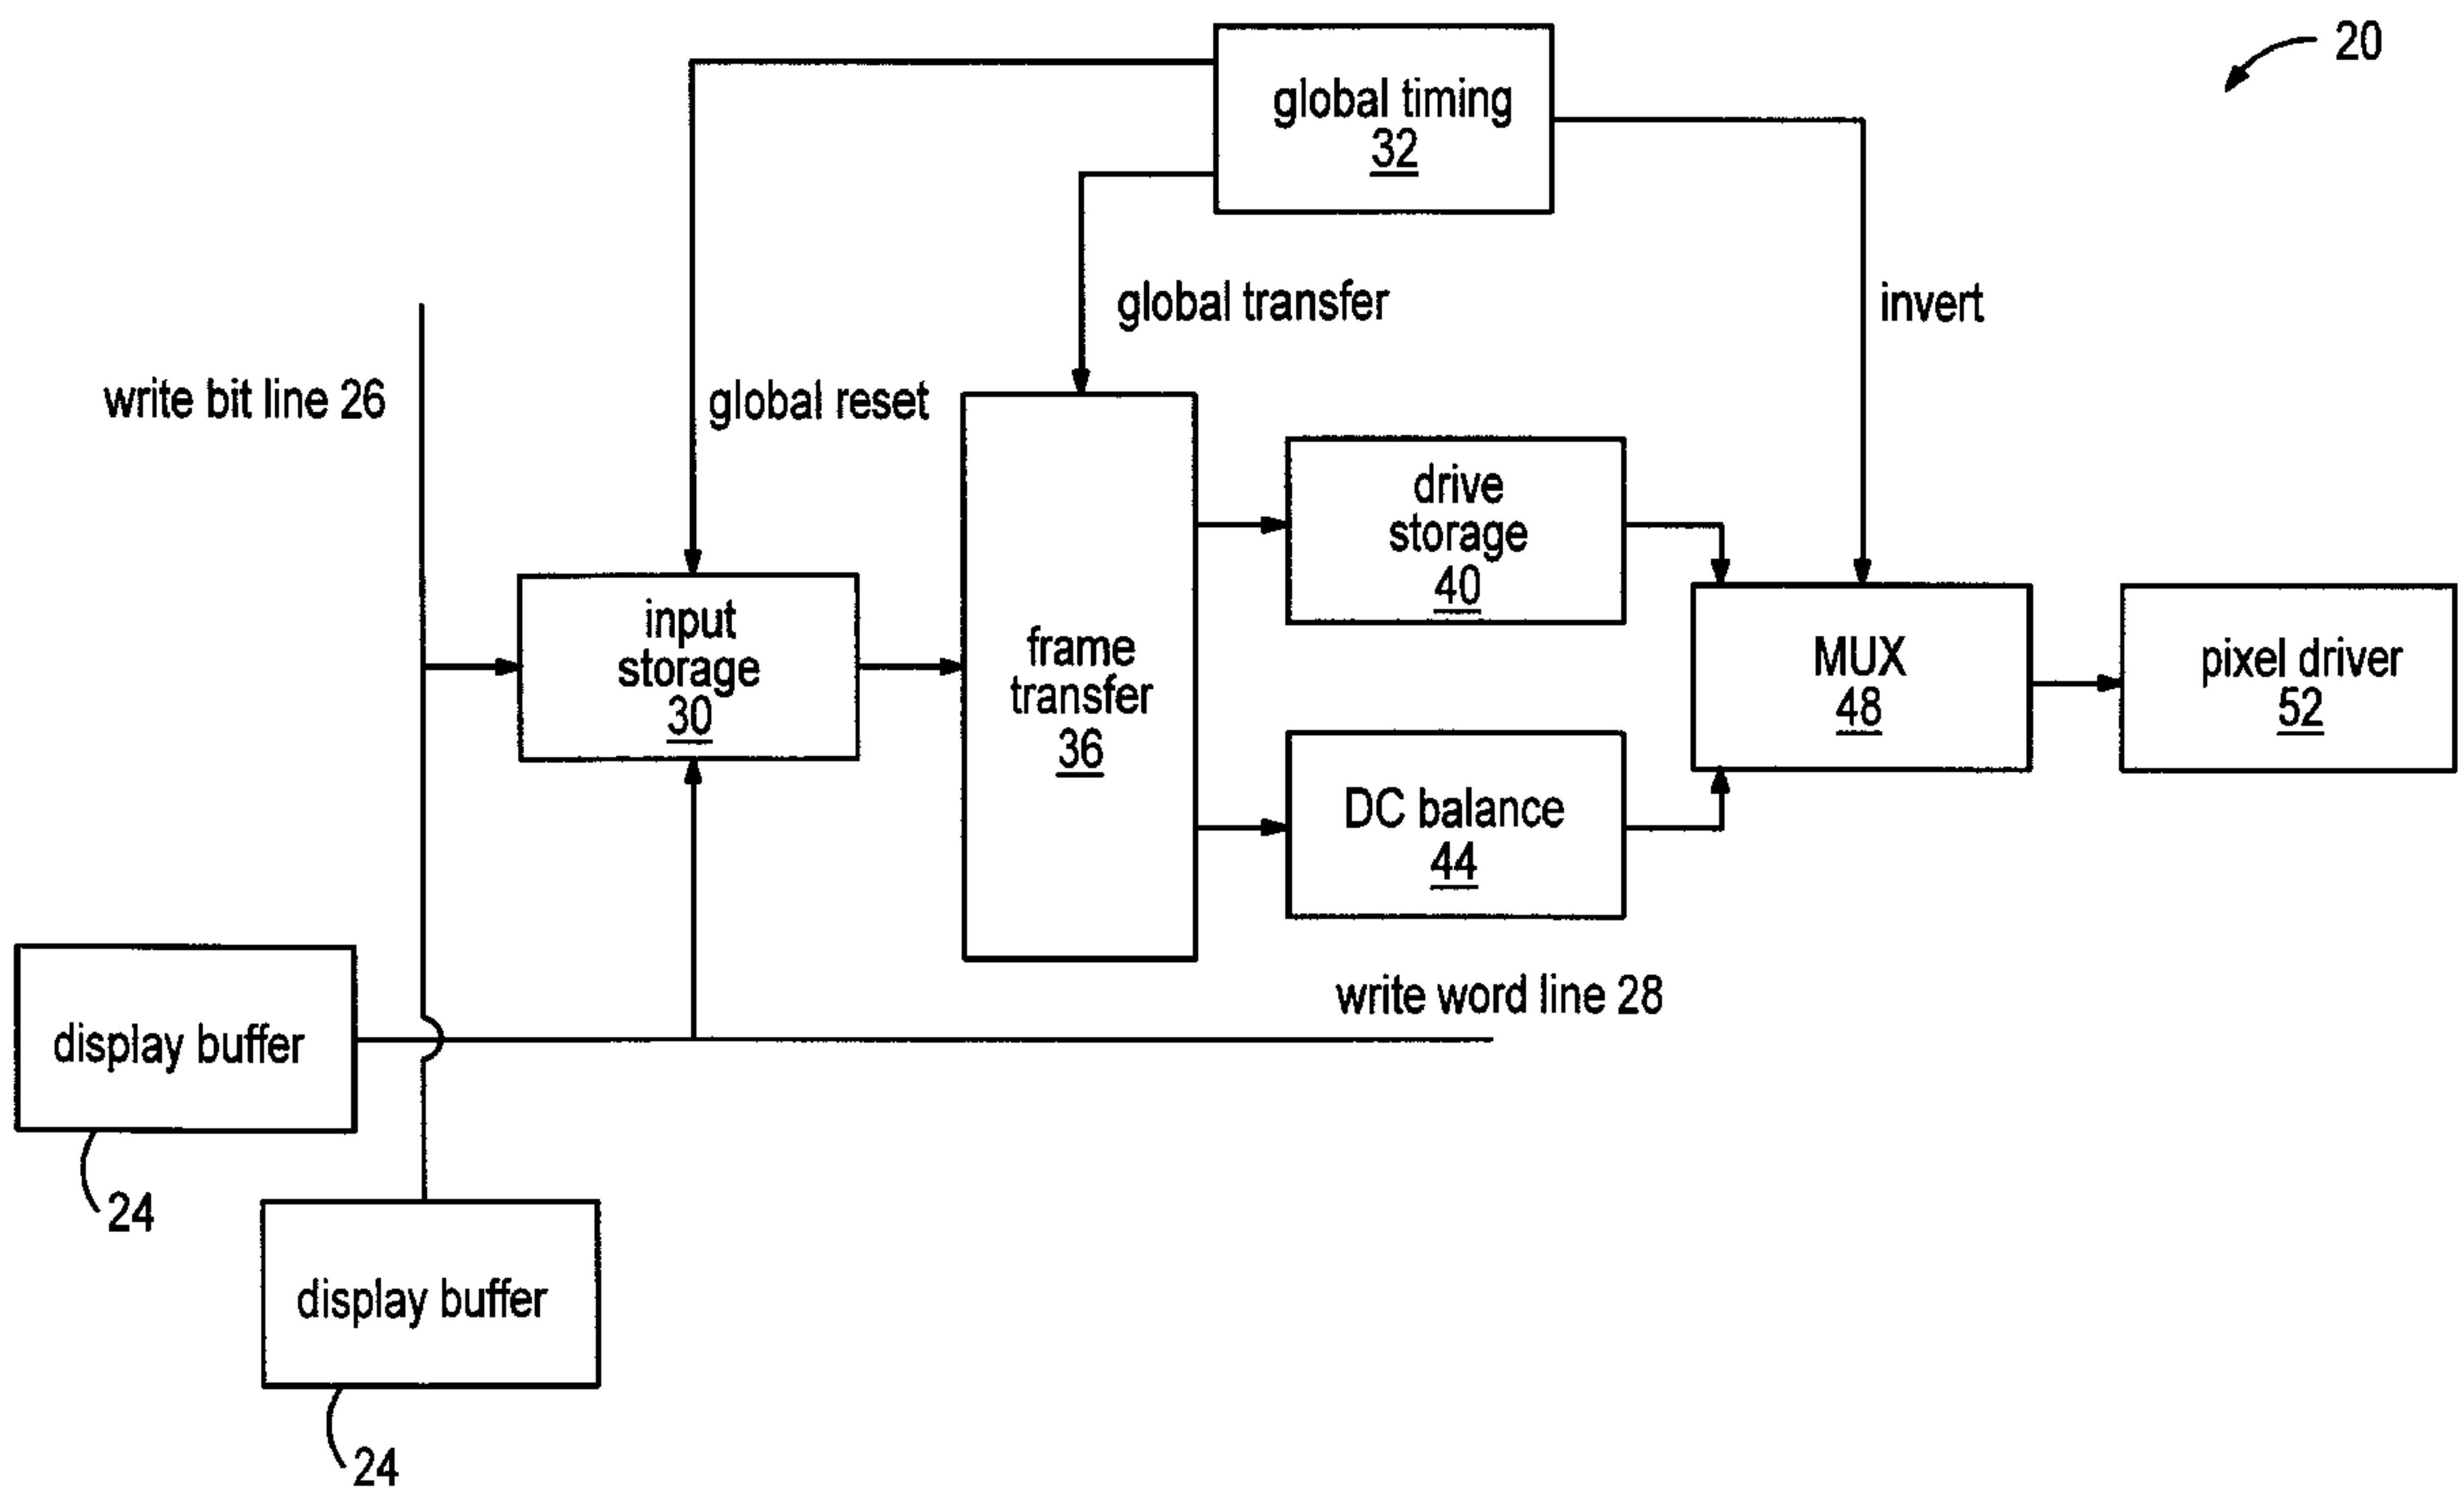 20
global timing
32
global transfer
invert
write bit line 26
global reset
drive
storage
40
input
storage
30
frame
transfer
36
MUX
48
pixel driver
52
DC balance
44
write word line 28
display buffer
24
display buffer
24